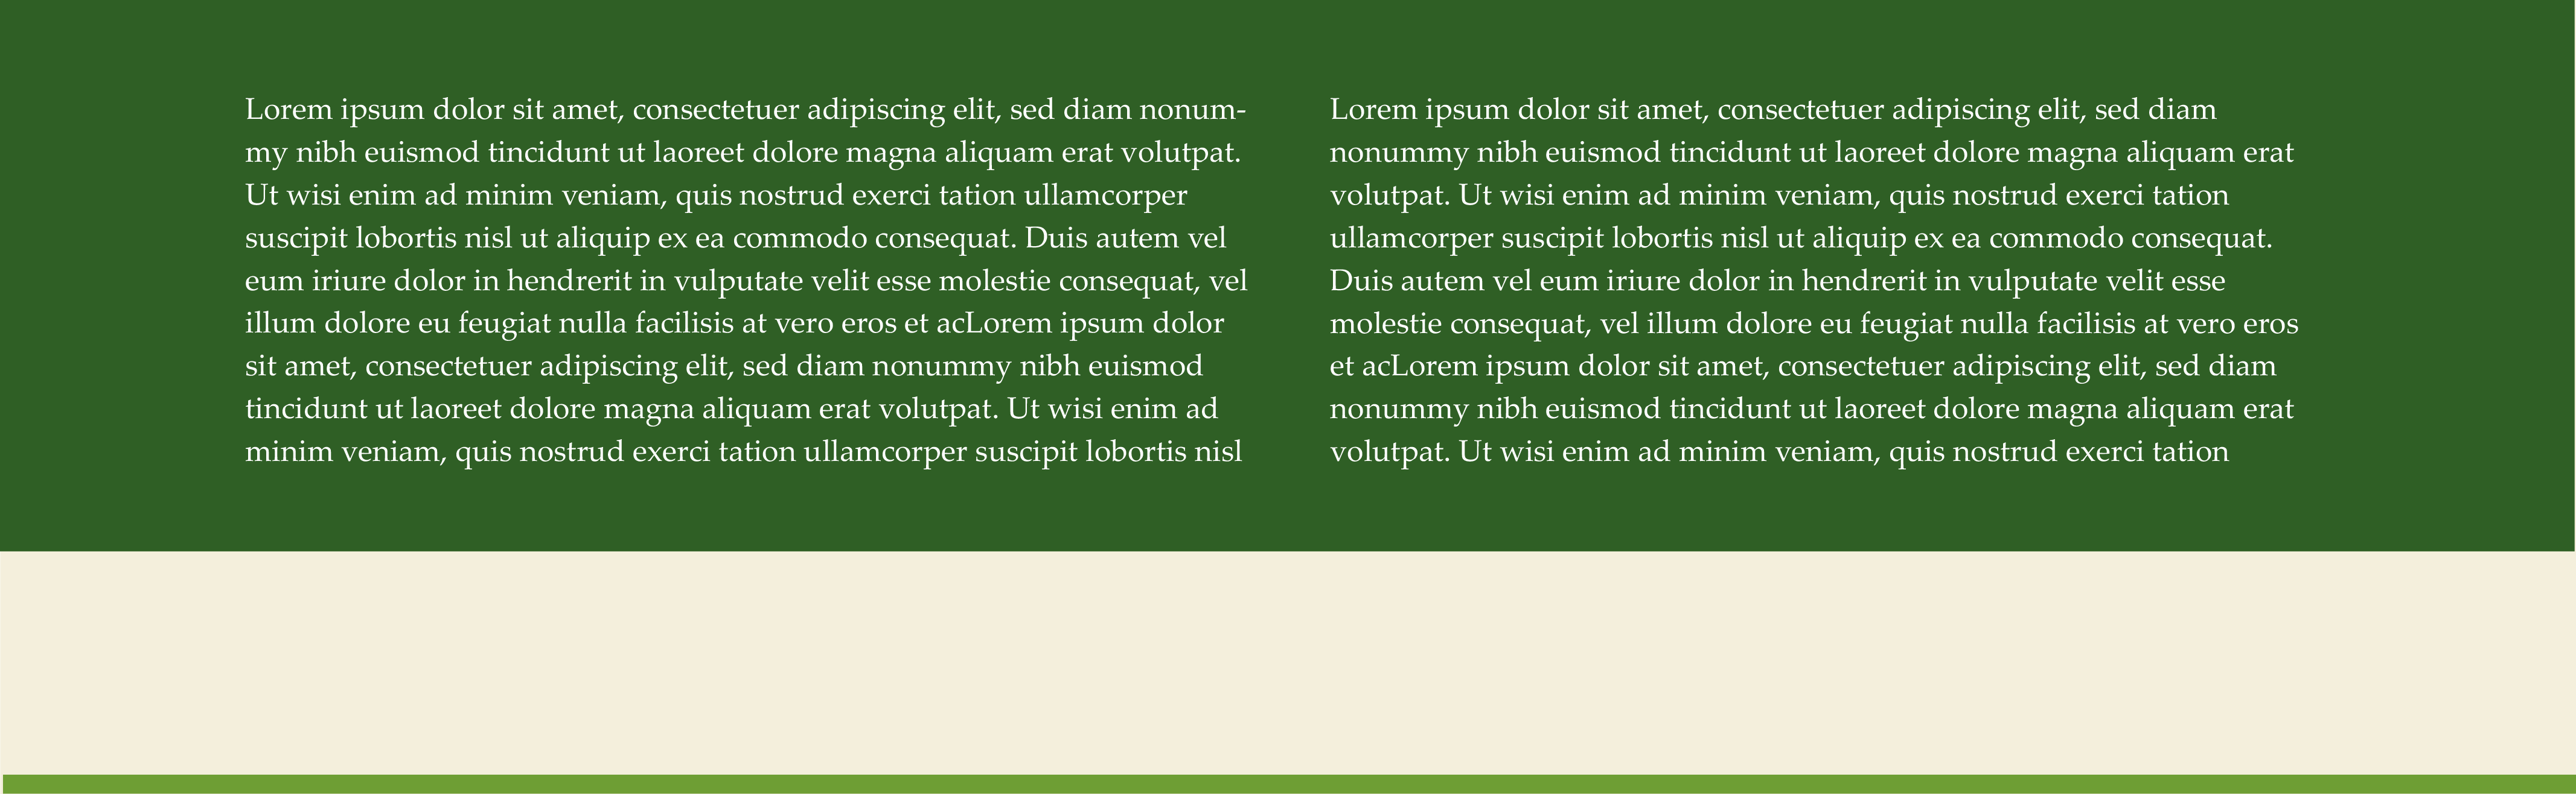 Lorem ipsum dolor sit amet, consectetuer adipiscing elit, sed diam nonum-
my nibh euismod tincidunt ut laoreet dolore magna aliquam erat volutpat.
Ut wisi enim ad minim veniam, quis nostrud exerci tation ullamcorper
suscipit lobortis nisl ut aliquip ex ea commodo consequat. Duis autem vel
eum iriure dolor in hendrerit in vulputate velit esse molestie consequat, vel
illum dolore eu feugiat nulla facilisis at vero eros et acLorem ipsum dolor
sit amet, consectetuer adipiscing elit, sed diam nonummy nibh euismod
tincidunt ut laoreet dolore magna aliquam erat volutpat. Ut wisi enim ad
minim veniam, quis nostrud exerci tation ullamcorper suscipit lobortis nisl
Lorem ipsum dolor sit amet, consectetuer adipiscing elit, sed diam
nonummy nibh euismod tincidunt ut laoreet dolore magna aliquam erat
volutpat. Ut wisi enim ad minim veniam, quis nostrud exerci tation
ullamcorper suscipit lobortis nisl ut aliquip ex ea commodo consequat.
Duis autem vel eum iriure dolor in hendrerit in vulputate velit esse
molestie consequat, vel illum dolore eu feugiat nulla facilisis at vero eros
et acLorem ipsum dolor sit amet, consectetuer adipiscing elit, sed diam
nonummy nibh euismod tincidunt ut laoreet dolore magna aliquam erat
volutpat. Ut wisi enim ad minim veniam, quis nostrud exerci tation